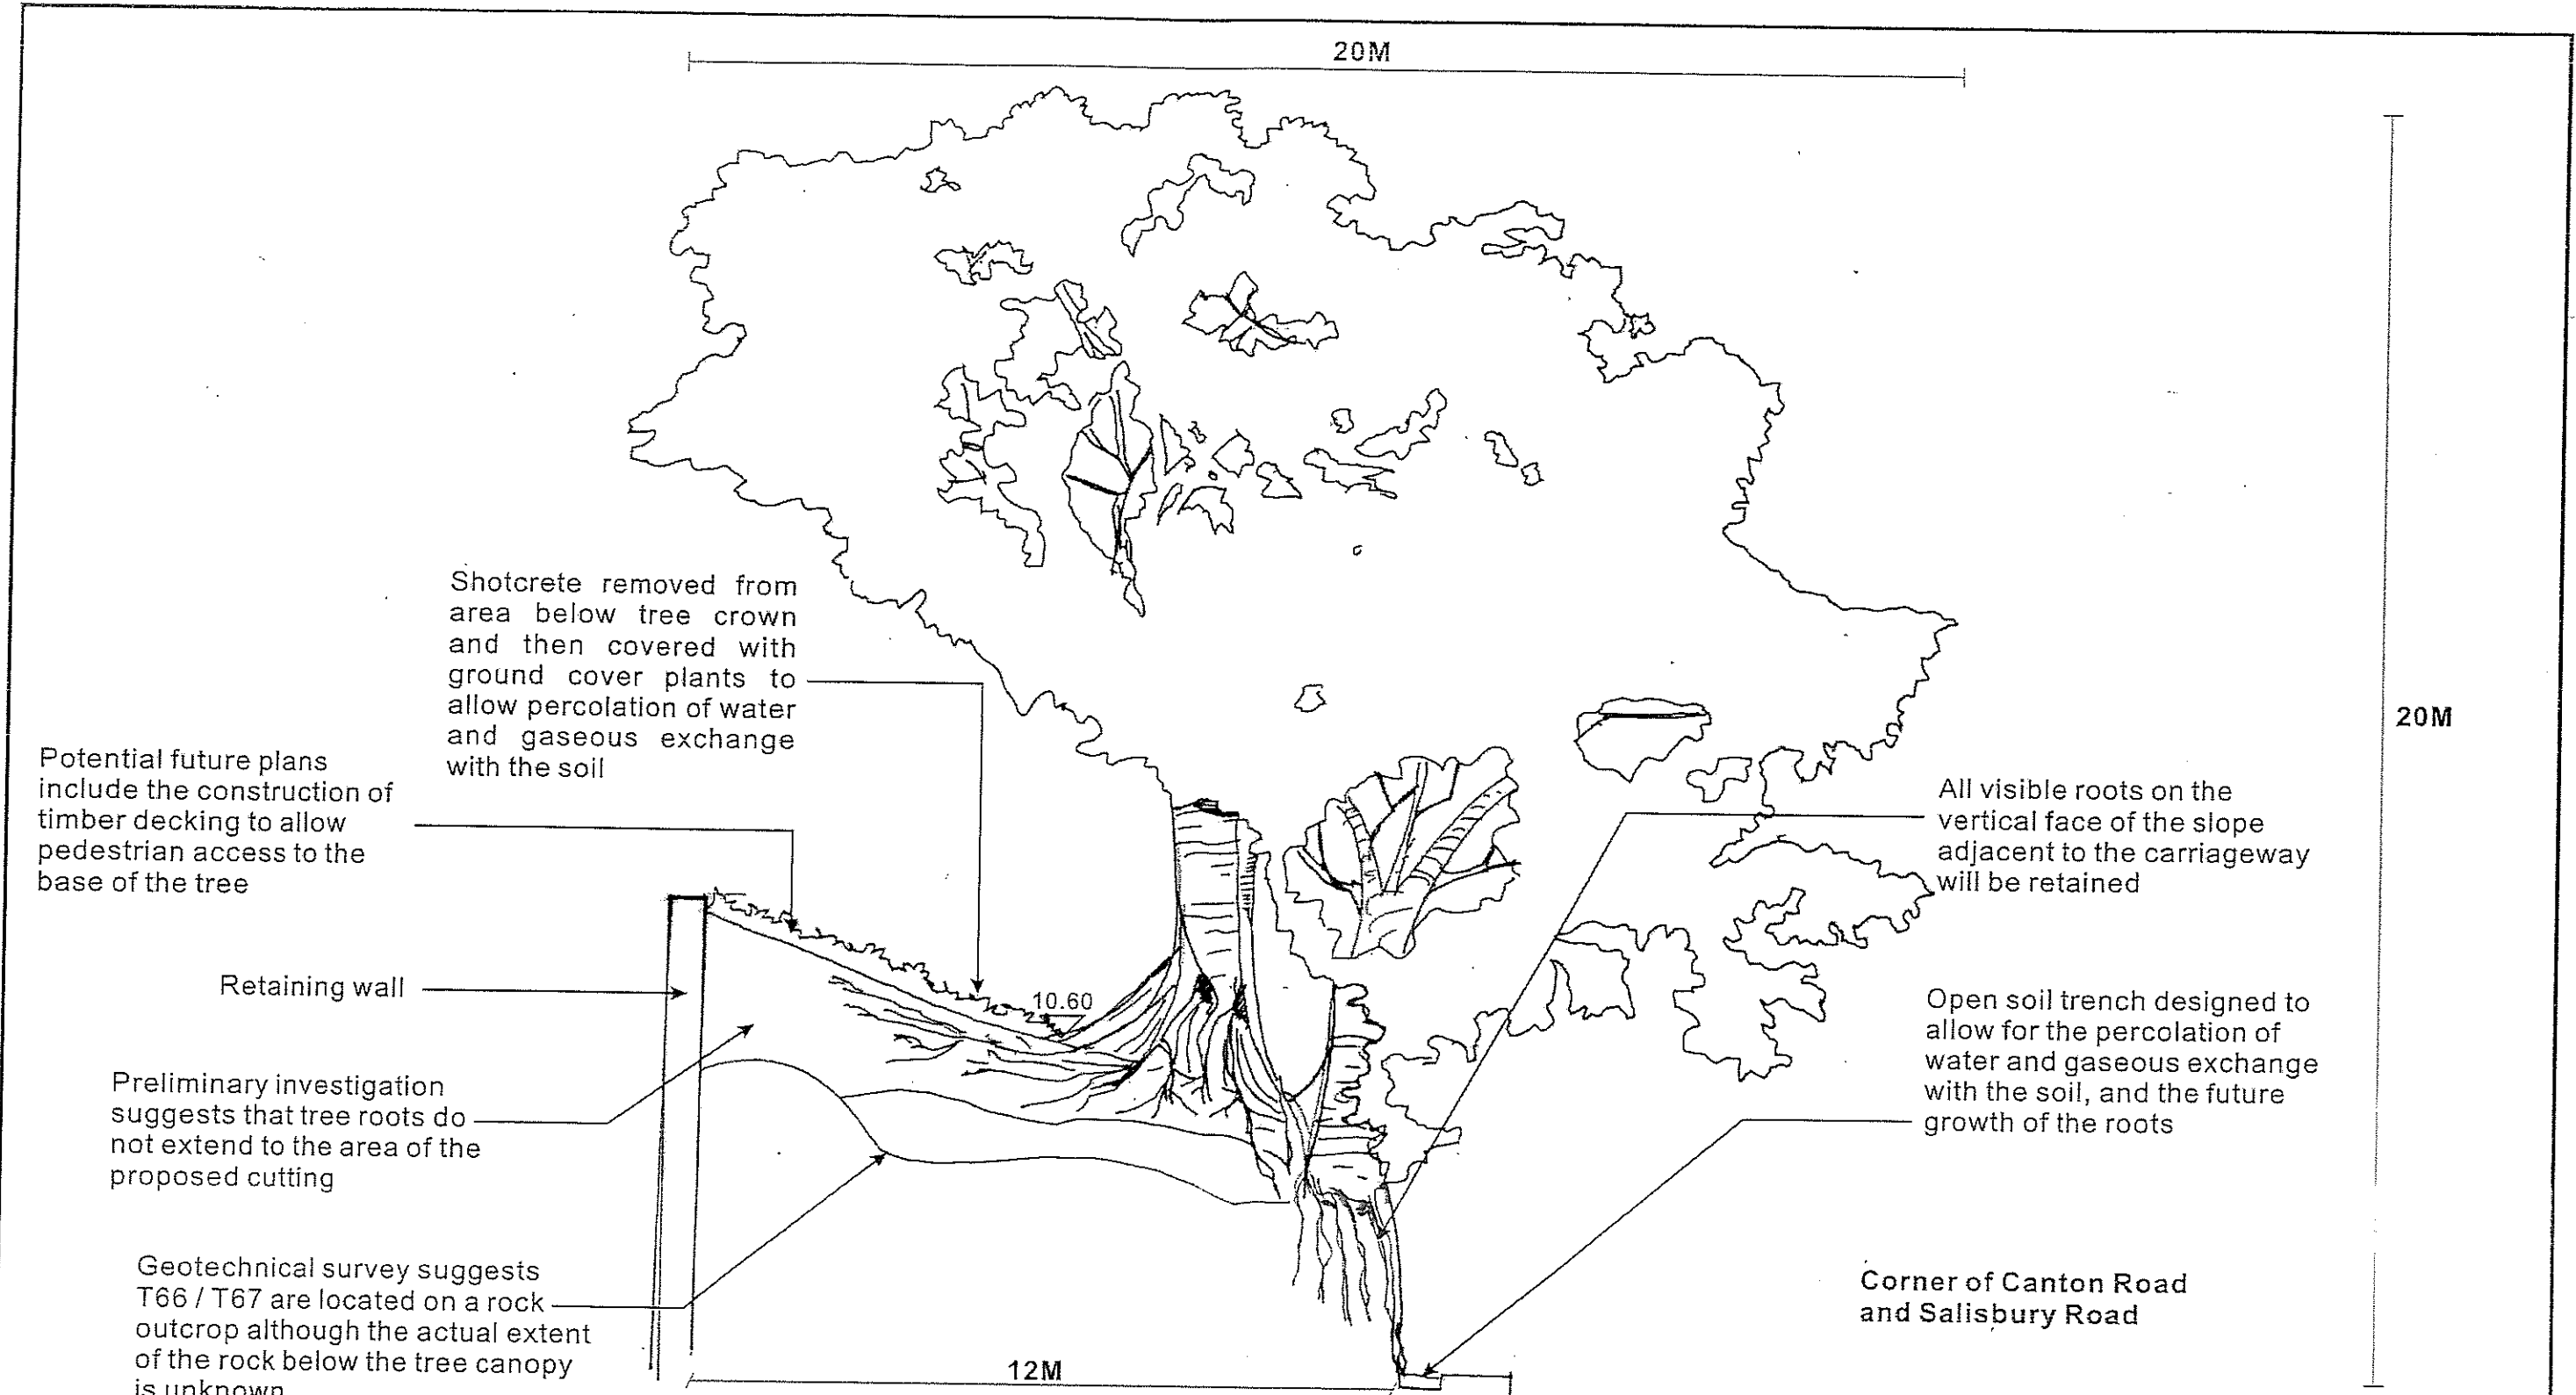 20M
Shotcrete removed from
area below tree crown
and then covered with
ground cover plants to
allow percolation of water
and gaseous exchange
with the soil
20M
Potential future plans
include the construction of
timber decking to allow
pedestrian access to the
base of the tree
All visible roots on the
vertical face of the slope
adjacent to the carriageway
will be retained
Retaining wall
10.60
Open soil trench designed to
allow for the percolation of
water and gaseous exchange
with the soil, and the future
growth of the roots
Preliminary investigation
suggests that tree roots do
not extend to the area of the
proposed cutting
Geotechnical survey suggests
T66 / T67 are located on a rock
outcrop although the actual extent
of the rock below the tree canopy
is unknown
Corner of Canton Road
and Salisbury Road
12M